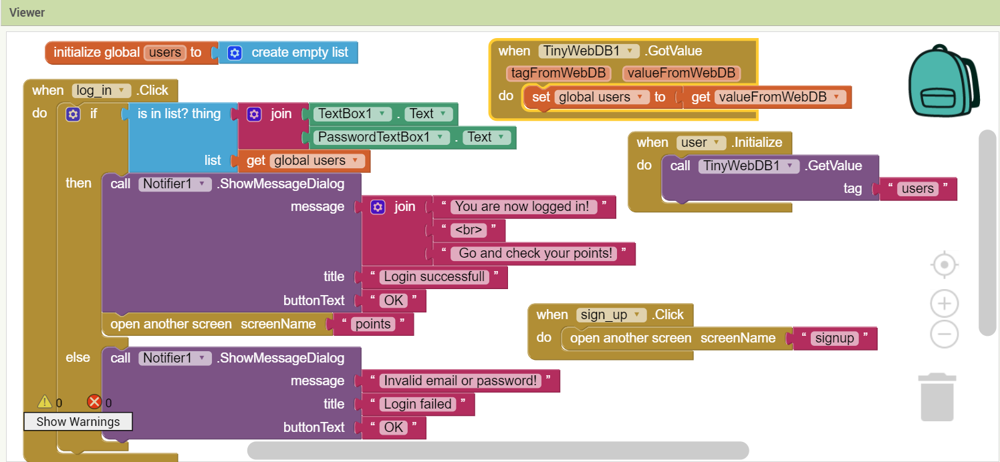 Viewer
initialize global users to create empty list
when log_in .Click
do if is in list? thing join TextBox1 . Text
PasswordTextBox1 . Text
list get global users
then call Notifier1 .ShowMessageDialog
message join “ You are now logged in! ”
“ <br> ”
“ Go and check your points! ”
title “ Login successfull ”
buttonText “ OK ”
open another screen screenName “ points ”
else call Notifier1 .ShowMessageDialog
message “ Invalid email or password! ”
title “ Login failed ”
buttonText “ OK ”
0 0
Show Warnings
when TinyWebDB1 .GotValue
tagFromWebDB valueFromWebDB
do set global users to get valueFromWebDB
when user .Initialize
do call TinyWebDB1 .GetValue
tag “ users ”
when sign_up .Click
do open another screen screenName “ signup ”